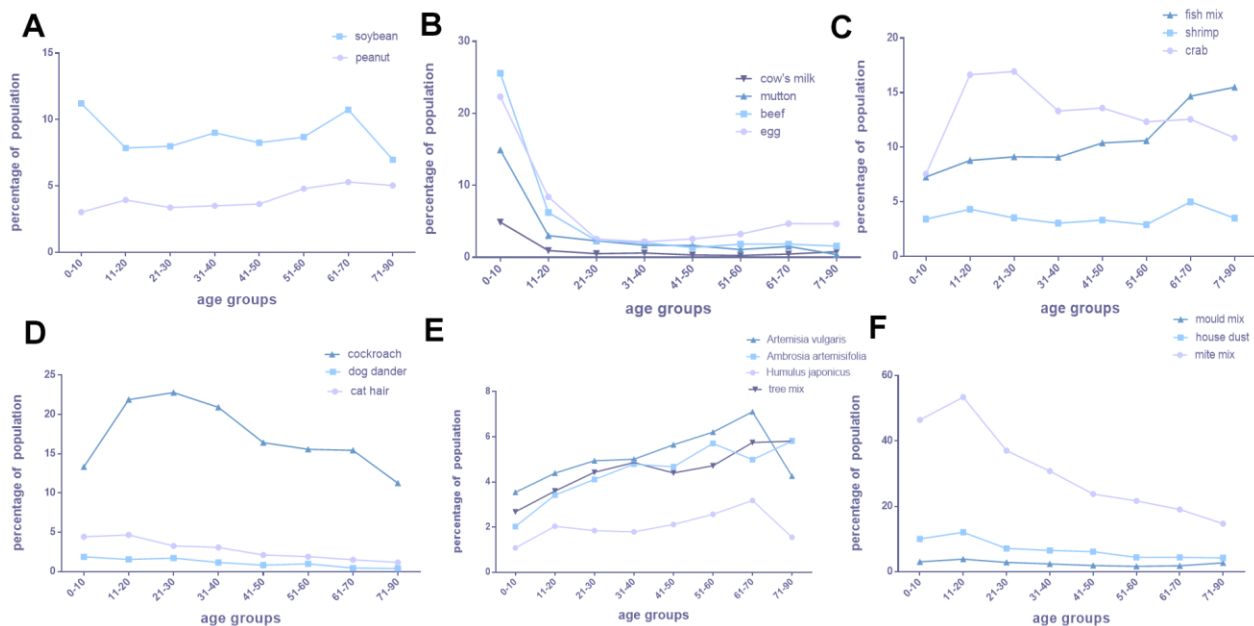 A
soybean
peanut
percentage of population
15
10
5
0
0-10
11-20
21-30
31-40
41-50
51-60
61-70
71-90
age groups
B
cow's milk
mutton
beef
egg
percentage of population
30
20
10
0
0-10
11-20
21-30
31-40
41-50
51-60
61-70
71-90
age groups
C
fish mix
shrimp
crab
percentage of population
20
15
10
5
0
0-10
11-20
21-30
31-40
41-50
51-60
61-70
71-90
age groups
D
cockroach
dog dander
cat hair
percentage of population
25
20
15
10
5
0
0-10
11-20
21-30
31-40
41-50
51-60
61-70
71-90
age groups
E
Artemisia vulgaris
Ambrosia artemisifolia
Humulus japonicus
tree mix
percentage of population
8
6
4
2
0
0-10
11-20
21-30
31-40
41-50
51-60
61-70
71-90
age groups
F
mould mix
house dust
mite mix
percentage of population
60
40
20
0
0-10
11-20
21-30
31-40
41-50
51-60
61-70
71-90
age groups